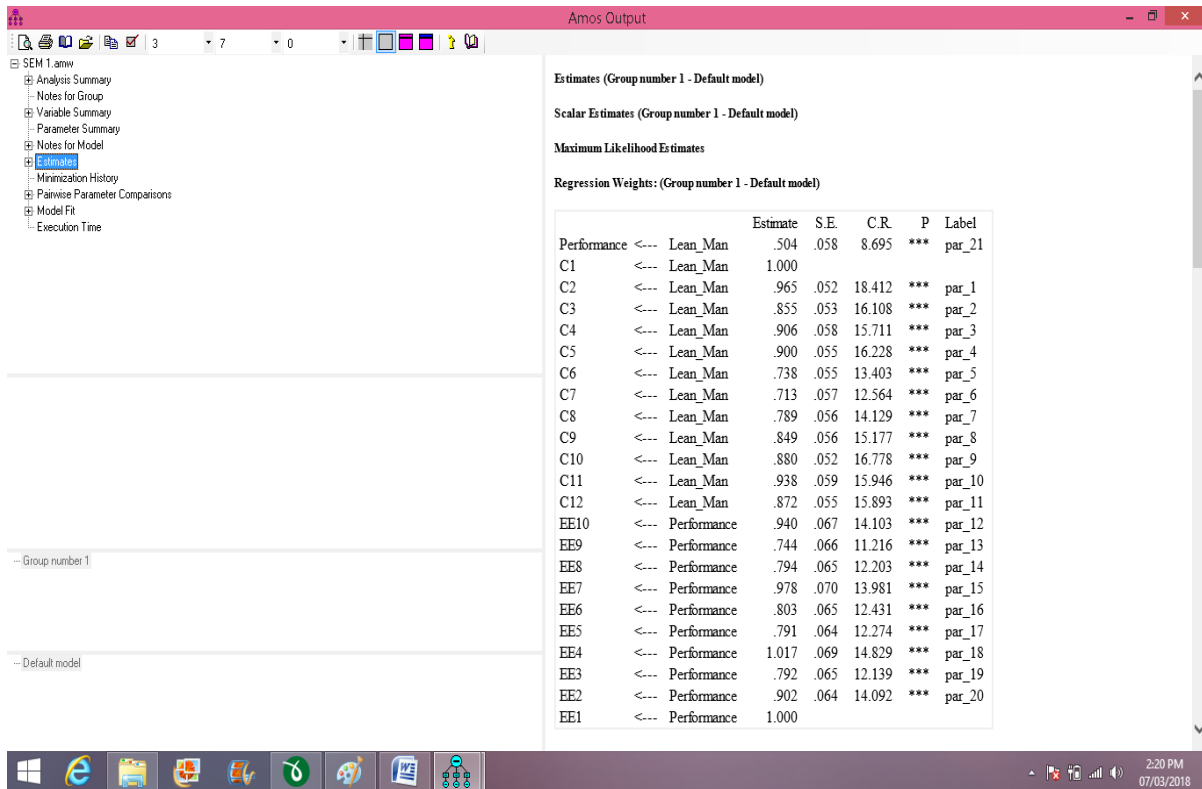 Amos Output
3 7 0
SEM 1.amw
Analysis Summary
Notes for Group
Variable Summary
Parameter Summary
Notes for Model
Estimates
Minimization History
Pairwise Parameter Comparisons
Model Fit
Execution Time
Group number 1
Default model
Estimates (Group number 1 - Default model)
Scalar Estimates (Group number 1 - Default model)
Maximum Likelihood Estimates
Regression Weights: (Group number 1 - Default model)
Estimate S.E. C.R. P Label
Performance <--- Lean_Man .504 .058 8.695 *** par_21
C1 <--- Lean_Man 1.000
C2 <--- Lean_Man .965 .052 18.412 *** par_1
C3 <--- Lean_Man .855 .053 16.108 *** par_2
C4 <--- Lean_Man .906 .058 15.711 *** par_3
C5 <--- Lean_Man .900 .055 16.228 *** par_4
C6 <--- Lean_Man .738 .055 13.403 *** par_5
C7 <--- Lean_Man .713 .057 12.564 *** par_6
C8 <--- Lean_Man .789 .056 14.129 *** par_7
C9 <--- Lean_Man .849 .056 15.177 *** par_8
C10 <--- Lean_Man .880 .052 16.778 *** par_9
C11 <--- Lean_Man .938 .059 15.946 *** par_10
C12 <--- Lean_Man .872 .055 15.893 *** par_11
EE10 <--- Performance .940 .067 14.103 *** par_12
EE9 <--- Performance .744 .066 11.216 *** par_13
EE8 <--- Performance .794 .065 12.203 *** par_14
EE7 <--- Performance .978 .070 13.981 *** par_15
EE6 <--- Performance .803 .065 12.431 *** par_16
EE5 <--- Performance .791 .064 12.274 *** par_17
EE4 <--- Performance 1.017 .069 14.829 *** par_18
EE3 <--- Performance .792 .065 12.139 *** par_19
EE2 <--- Performance .902 .064 14.092 *** par_20
EE1 <--- Performance 1.000
2:20 PM
07/03/2018